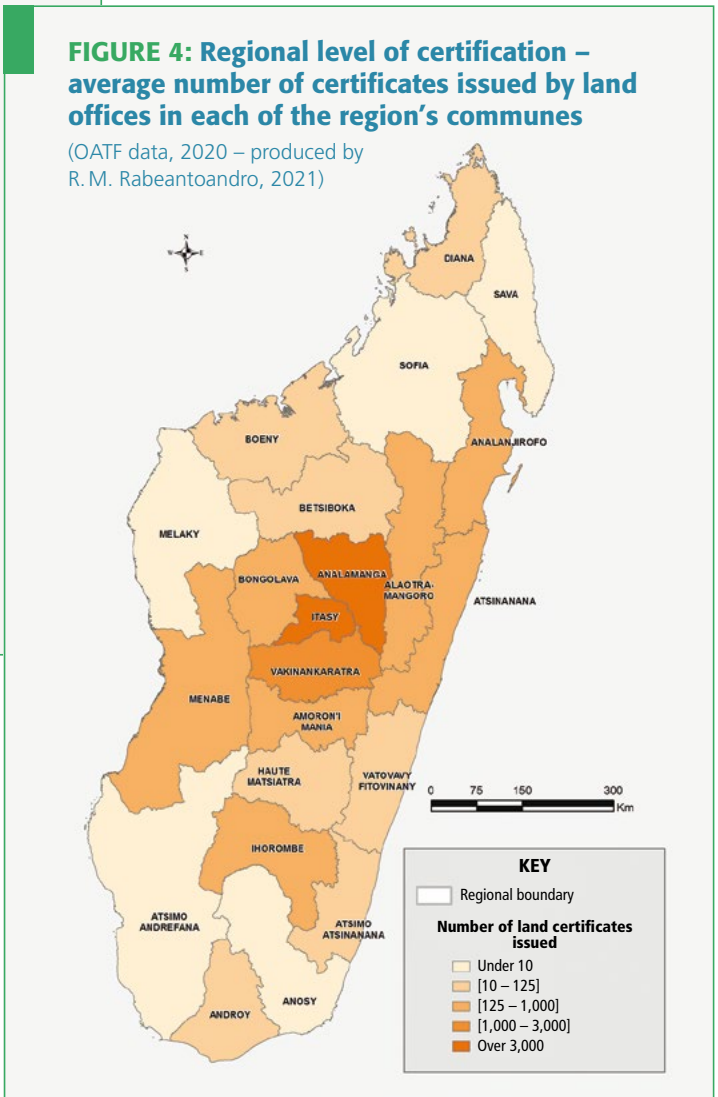 FIGURE 4: Regional level of certification –
average number of certificates issued by land
offices in each of the region's communes
(OATF data, 2020 – produced by
R. M. Rabeantoandro, 2021)
N
W E
S
DIANA
SAVA
SOFIA
ANALANJIROFO
BOENY
BETSIBOKA
MELAKY
BONGOLAVA
ANALAMANGA
ALAOTRA-
MANGORO
ATSINANANA
ITASY
VAKINANKARATRA
MENABE
AMORON'I
MANIA
HAUTE
MATSIATRA
VATOVAVY
FITOVINANY
0 75 150 300
Km
IHOROMBE
ATSIMO
ANDREFANA
ATSIMO
ATSINANANA
ANOSY
ANDROY
KEY
Regional boundary
Number of land certificates
issued
Under 10
[10 – 125]
[125 – 1,000]
[1,000 – 3,000]
Over 3,000